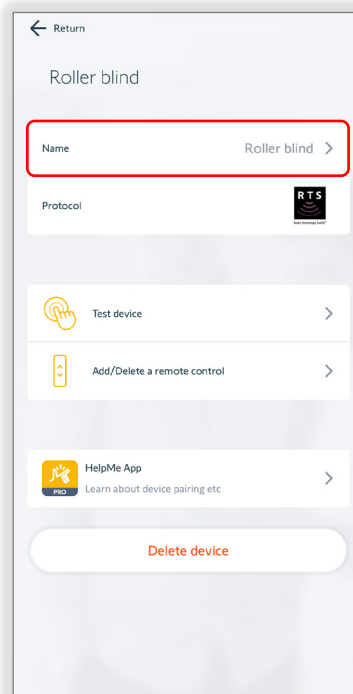 Return
Roller blind
Name
Roller blind
Protocol
RTS
Radio Technology Somfy®
Test device
Add/Delete a remote control
HelpMe App
PRO
Learn about device pairing etc
Delete device